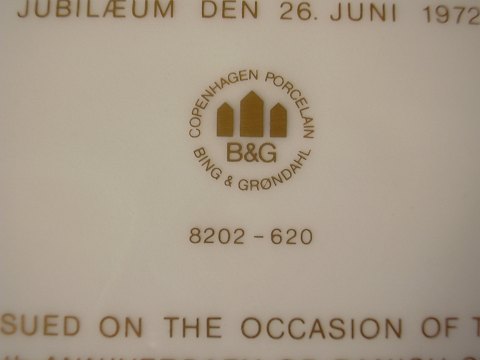 JUBILÆUM DEN 26. JUNI 1972
COPENHAGEN PORCELAIN
B&G
BING & GRØNDAHL
8202-620
SUED ON THE OCCASION OF